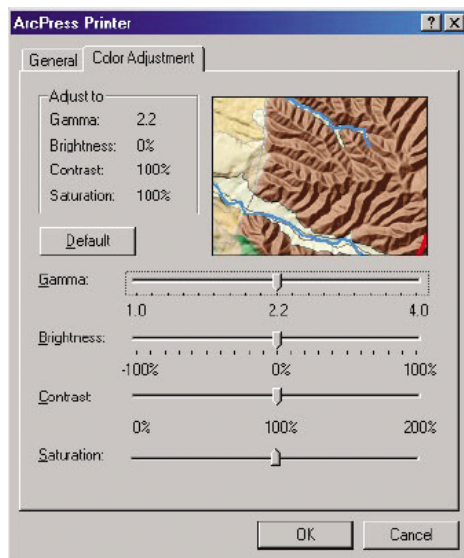 ArcPress Printer
General Color Adjustment
Adjust to
Gamma: 2.2
Brightness: 0%
Contrast: 100%
Saturation: 100%
Default
Gamma:
1.0 2.2 4.0
Brightness:
-100% 0% 100%
Contrast:
0% 100% 200%
Saturation:
OK Cancel